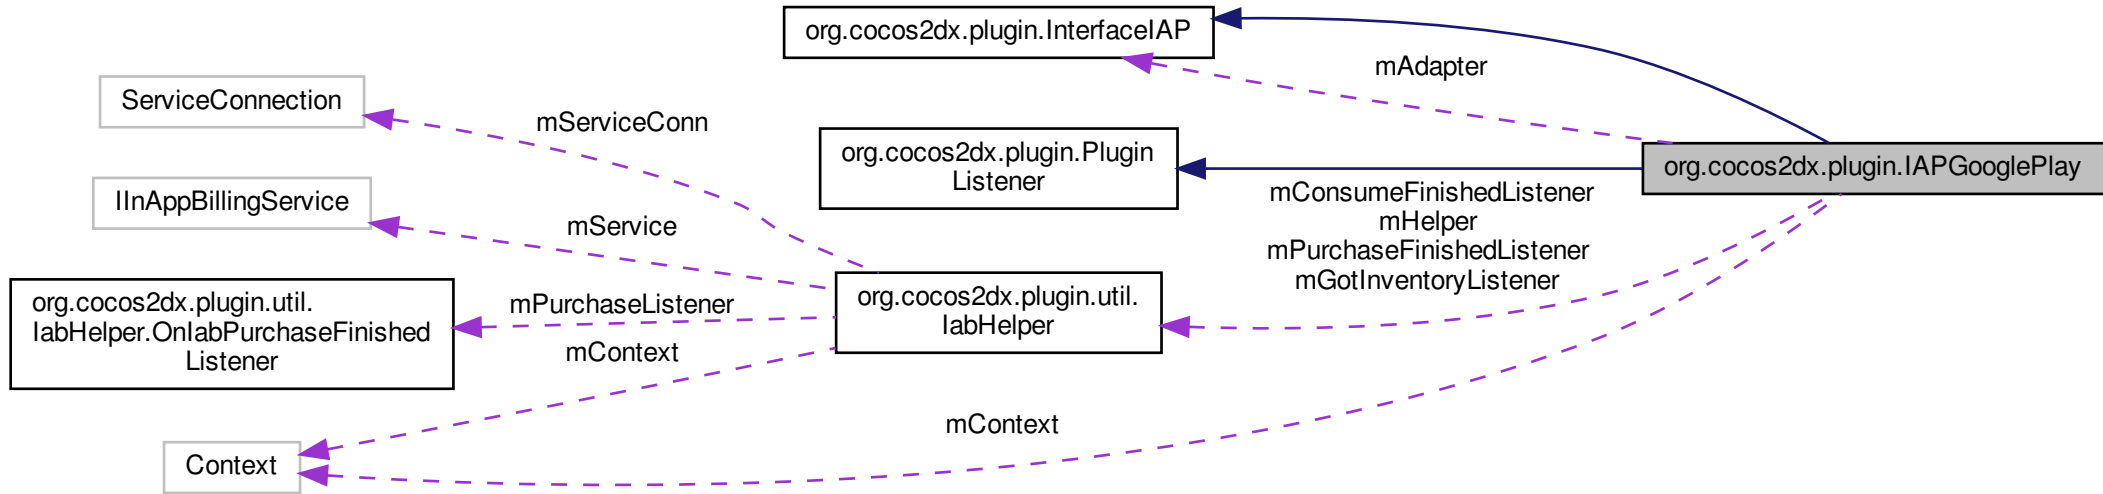 org.cocos2dx.plugin.InterfaceIAP
mAdapter
ServiceConnection
mServiceConn
org.cocos2dx.plugin.Plugin
Listener
org.cocos2dx.plugin.IAPGooglePlay
IInAppBillingService
mService
mConsumeFinishedListener
mHelper
mPurchaseFinishedListener
mGotInventoryListener
org.cocos2dx.plugin.util.
IabHelper.OnIabPurchaseFinished
Listener
mPurchaseListener
org.cocos2dx.plugin.util.
IabHelper
mContext
mContext
Context